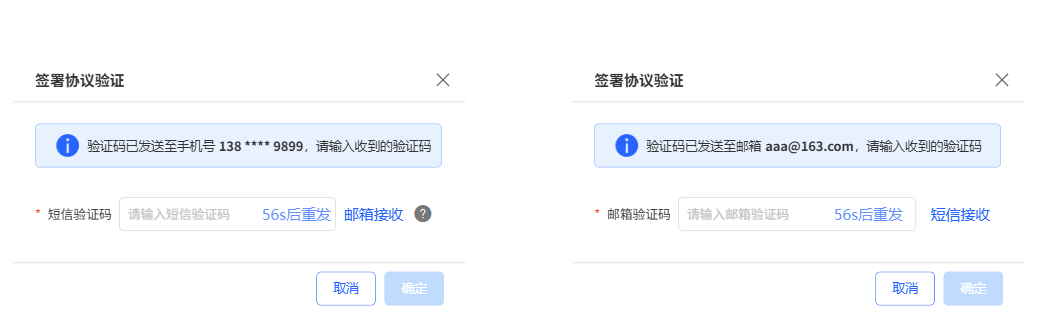 签署协议验证
验证码已发送至手机号 138 **** 9899，请输入收到的验证码
* 短信验证码 请输入短信验证码 56s后重发 邮箱接收 ?
取消 确定
签署协议验证
验证码已发送至邮箱 aaa@163.com，请输入收到的验证码
* 邮箱验证码 请输入邮箱验证码 56s后重发 短信接收
取消 确定